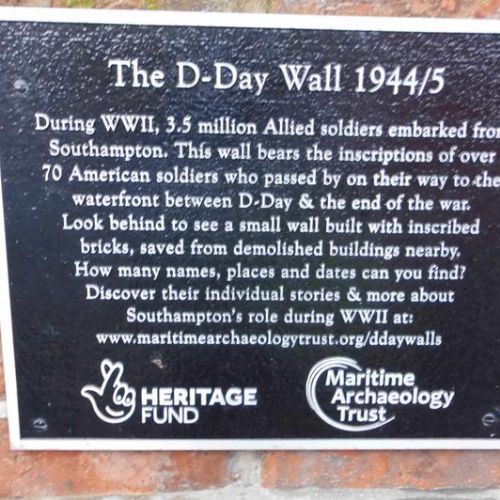 The D-Day Wall 1944/5
During WWII, 3.5 million Allied soldiers embarked from
Southampton. This wall bears the inscriptions of over
70 American soldiers who passed by on their way to the
waterfront between D-Day & the end of the war.
Look behind to see a small wall built with inscribed
bricks, saved from demolished buildings nearby.
How many names, places and dates can you find?
Discover their individual stories & more about
Southampton's role during WWII at:
www.maritimearchaeologytrust.org/ddaywalls
HERITAGE
FUND
Maritime
Archaeology
Trust